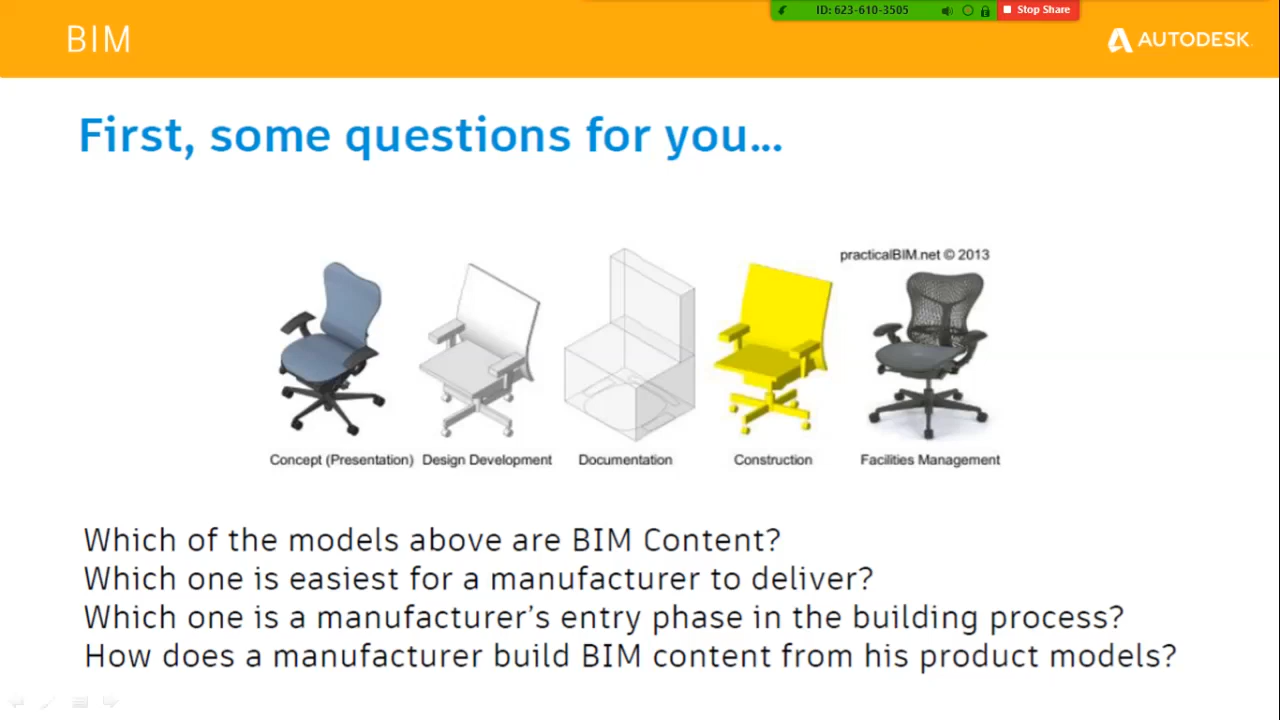 ID: 623-610-3505
Stop Share
BIM
AUTODESK
First, some questions for you...
practicalBIM.net © 2013
Concept (Presentation)
Design Development
Documentation
Construction
Facilities Management
Which of the models above are BIM Content?
Which one is easiest for a manufacturer to deliver?
Which one is a manufacturer’s entry phase in the building process?
How does a manufacturer build BIM content from his product models?